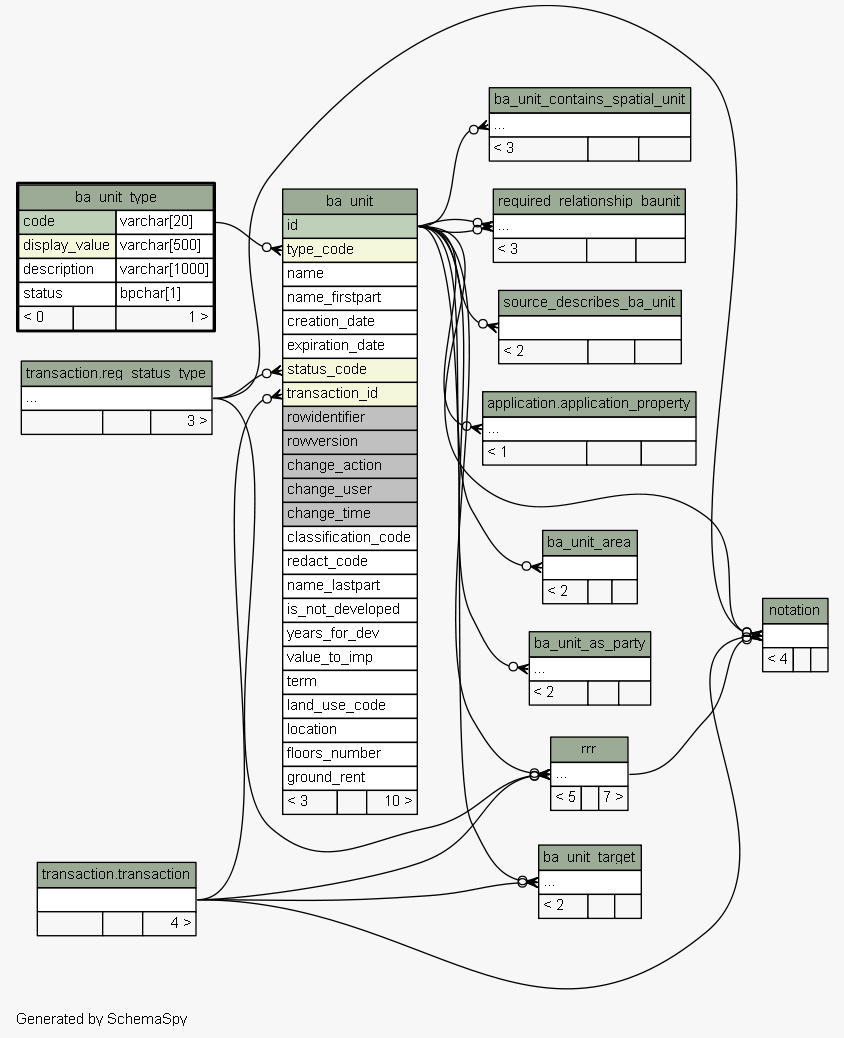 ba_unit_type
code varchar[20]
display_value varchar[500]
description varchar[1000]
status bpchar[1]
< 0 1 >
transaction.reg_status_type
...
3 >
transaction.transaction
4 >
ba_unit
id
type_code
name
name_firstpart
creation_date
expiration_date
status_code
transaction_id
rowidentifier
rowversion
change_action
change_user
change_time
classification_code
redact_code
name_lastpart
is_not_developed
years_for_dev
value_to_imp
term
land_use_code
location
floors_number
ground_rent
< 3 10 >
ba_unit_contains_spatial_unit
...
< 3
required_relationship_baunit
...
< 3
source_describes_ba_unit
< 2
application.application_property
...
< 1
ba_unit_area
< 2
ba_unit_as_party
...
< 2
rrr
...
< 5 7 >
ba_unit_target
...
< 2
notation
< 4
Generated by SchemaSpy